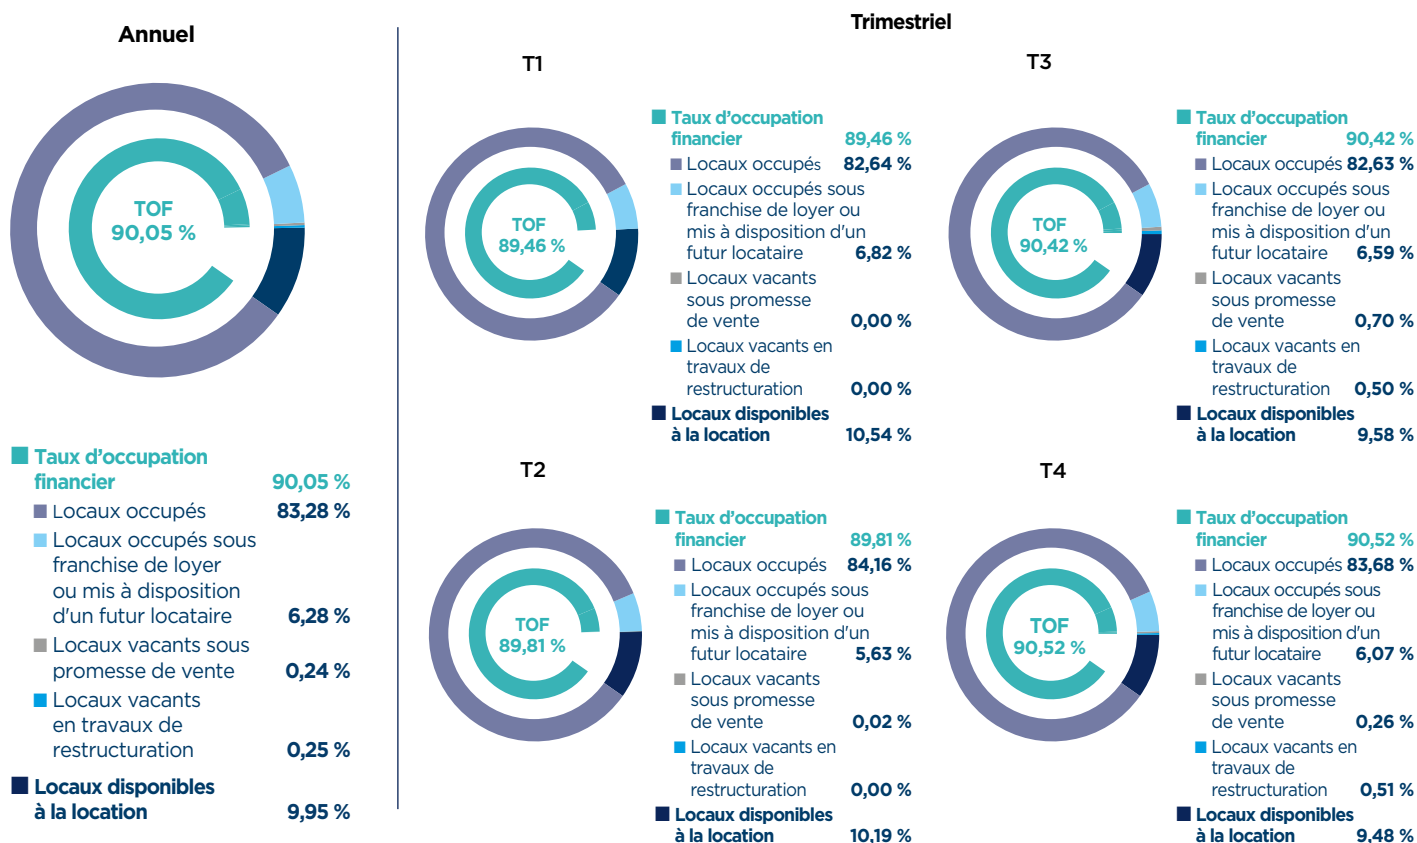 Annuel
TOF
90,05 %
Taux d'occupation
financier 90,05 %
Locaux occupés 83,28 %
Locaux occupés sous
franchise de loyer
ou mis à disposition
d'un futur locataire 6,28 %
Locaux vacants sous
promesse de vente 0,24 %
Locaux vacants
en travaux de
restructuration 0,25 %
Locaux disponibles
à la location 9,95 %
Trimestriel
T1
TOF
89,46 %
Taux d'occupation
financier 89,46 %
Locaux occupés 82,64 %
Locaux occupés sous
franchise de loyer ou
mis à disposition d'un
futur locataire 6,82 %
Locaux vacants
sous promesse
de vente 0,00 %
Locaux vacants en
travaux de
restructuration 0,00 %
Locaux disponibles
à la location 10,54 %
T2
TOF
89,81 %
Taux d'occupation
financier 89,81 %
Locaux occupés 84,16 %
Locaux occupés sous
franchise de loyer ou
mis à disposition d'un
futur locataire 5,63 %
Locaux vacants
sous promesse
de vente 0,02 %
Locaux vacants en
travaux de
restructuration 0,00 %
Locaux disponibles
à la location 10,19 %
T3
TOF
90,42 %
Taux d'occupation
financier 90,42 %
Locaux occupés 82,63 %
Locaux occupés sous
franchise de loyer ou
mis à disposition d'un
futur locataire 6,59 %
Locaux vacants
sous promesse
de vente 0,70 %
Locaux vacants en
travaux de
restructuration 0,50 %
Locaux disponibles
à la location 9,58 %
T4
TOF
90,52 %
Taux d'occupation
financier 90,52 %
Locaux occupés 83,68 %
Locaux occupés sous
franchise de loyer ou
mis à disposition d'un
futur locataire 6,07 %
Locaux vacants
sous promesse
de vente 0,26 %
Locaux vacants en
travaux de
restructuration 0,51 %
Locaux disponibles
à la location 9,48 %